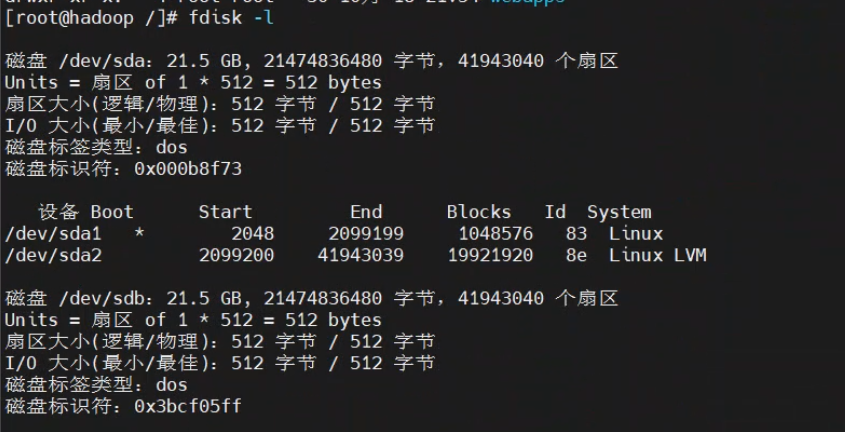 [root@hadoop /]# fdisk -l
磁盘 /dev/sda：21.5 GB, 21474836480 字节，41943040 个扇区
Units = 扇区 of 1 * 512 = 512 bytes
扇区大小(逻辑/物理)：512 字节 / 512 字节
I/O 大小(最小/最佳)：512 字节 / 512 字节
磁盘标签类型：dos
磁盘标识符：0x000b8f73
设备 Boot Start End Blocks Id System
/dev/sda1 * 2048 2099199 1048576 83 Linux
/dev/sda2 2099200 41943039 19921920 8e Linux LVM
磁盘 /dev/sdb：21.5 GB, 21474836480 字节，41943040 个扇区
Units = 扇区 of 1 * 512 = 512 bytes
扇区大小(逻辑/物理)：512 字节 / 512 字节
I/O 大小(最小/最佳)：512 字节 / 512 字节
磁盘标签类型：dos
磁盘标识符：0x3bcf05ff